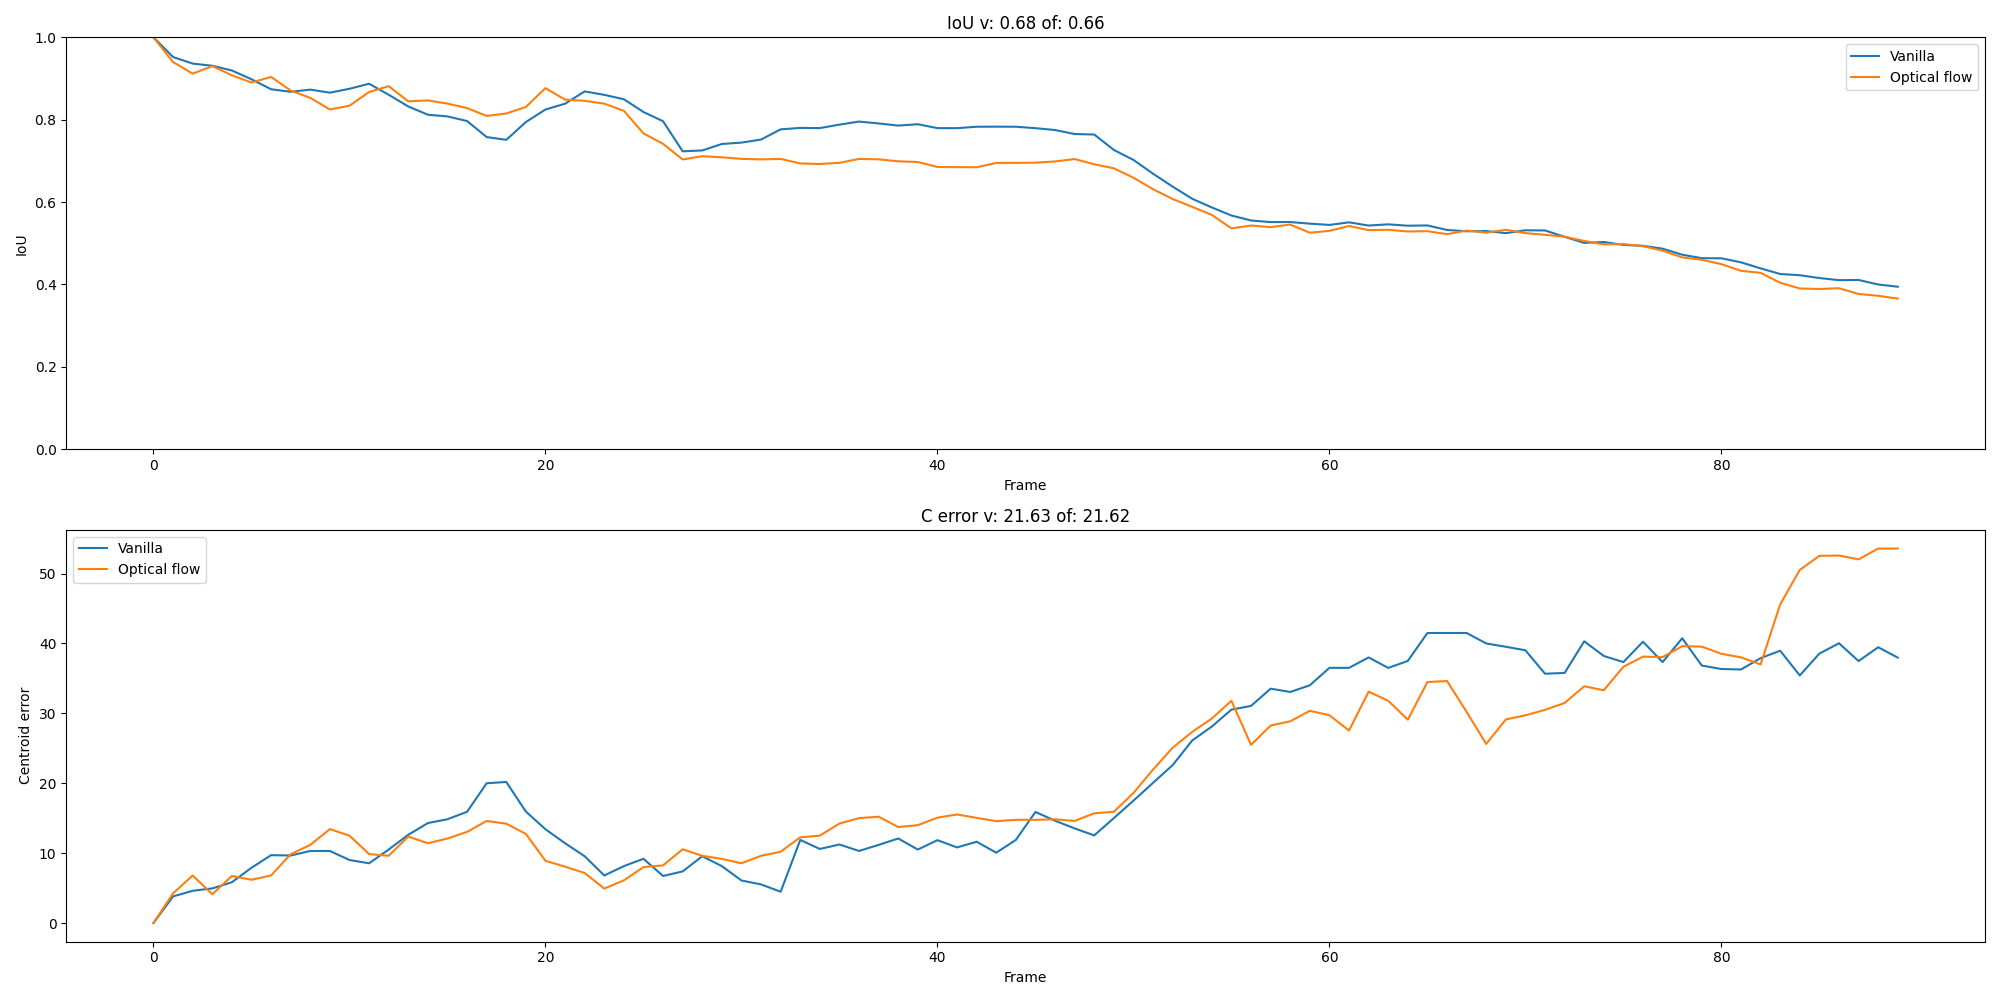 IoU v: 0.68 of: 0.66
1.0
0.8
0.6
0.4
0.2
0.0
IoU
Vanilla
Optical flow
0 20 40 60 80
Frame
C error v: 21.63 of: 21.62
Vanilla
Optical flow
50
40
30
20
10
0
Centroid error
0 20 40 60 80
Frame